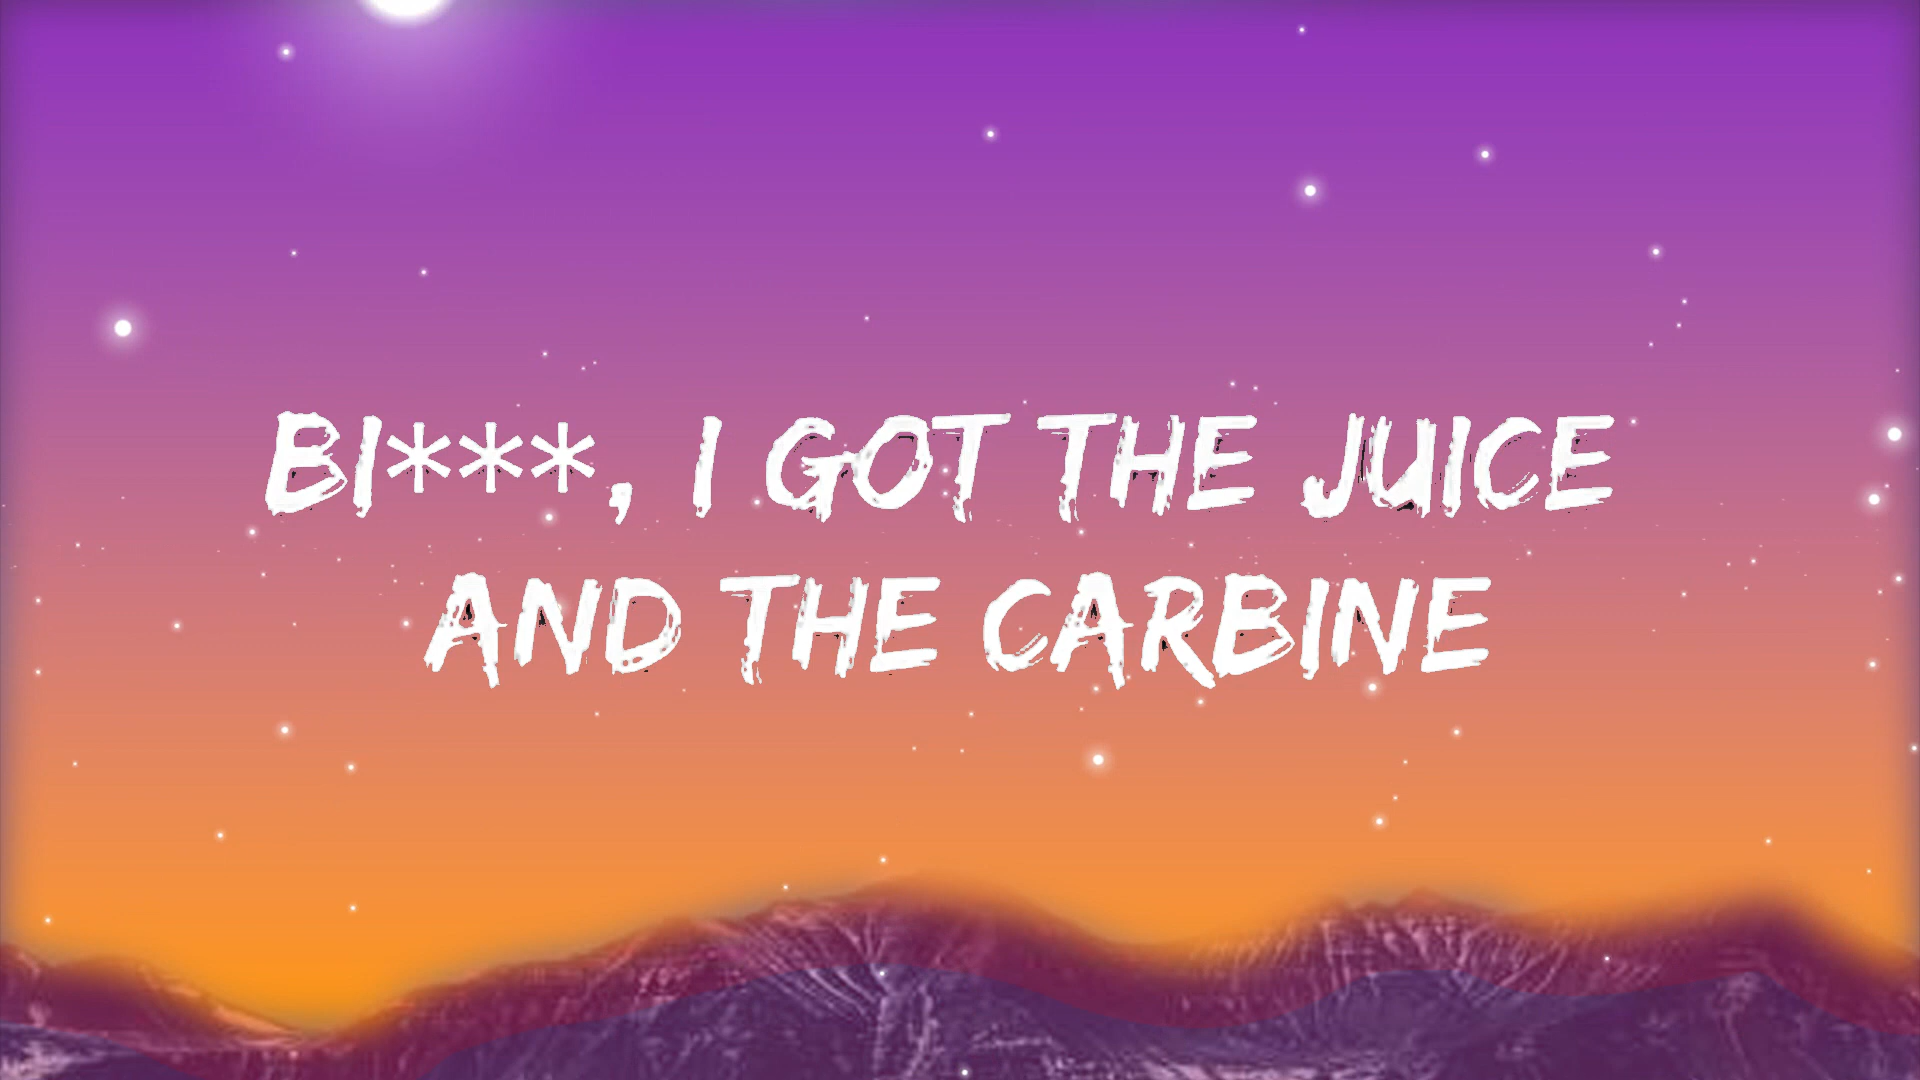 BI***, I GOT THE JUICE
AND THE CARBINE